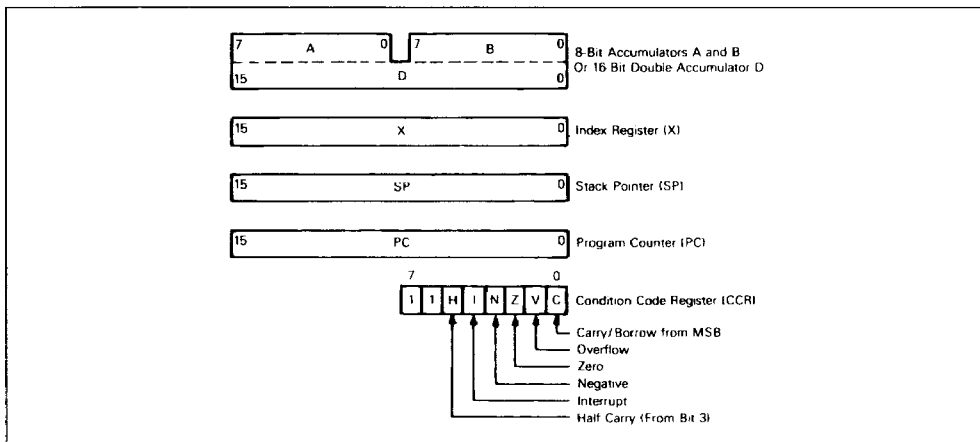 7 A 0 7 B 0
8-Bit Accumulators A and B
15 D 0
Or 16 Bit Double Accumulator D
15 X 0 Index Register (X)
15 SP 0 Stack Pointer (SP)
15 PC 0 Program Counter (PC)
7 0
1 1 H I N Z V C Condition Code Register (CCR)
Carry/Borrow from MSB
Overflow
Zero
Negative
Interrupt
Half Carry (From Bit 3)